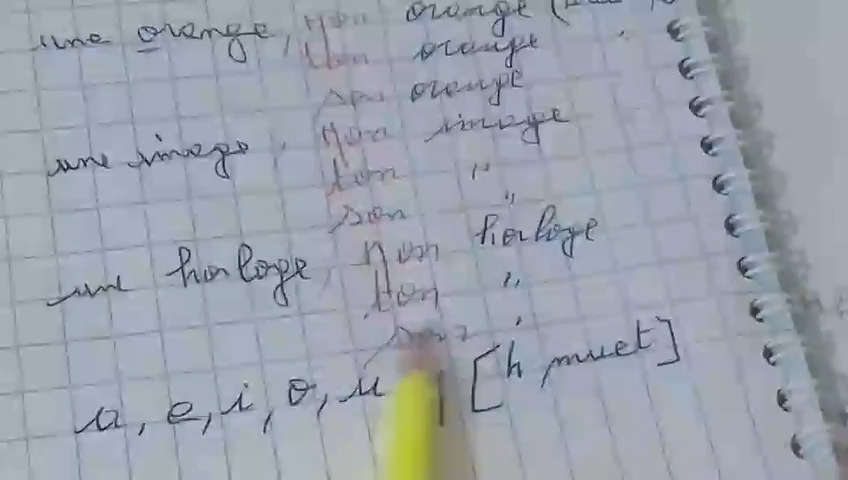 une orange, mon orange
ton orange
son orange
une image, mon image
ton "
son "
une horloge, mon horloge
ton "
son "
a, e, i, o, u [h muet]